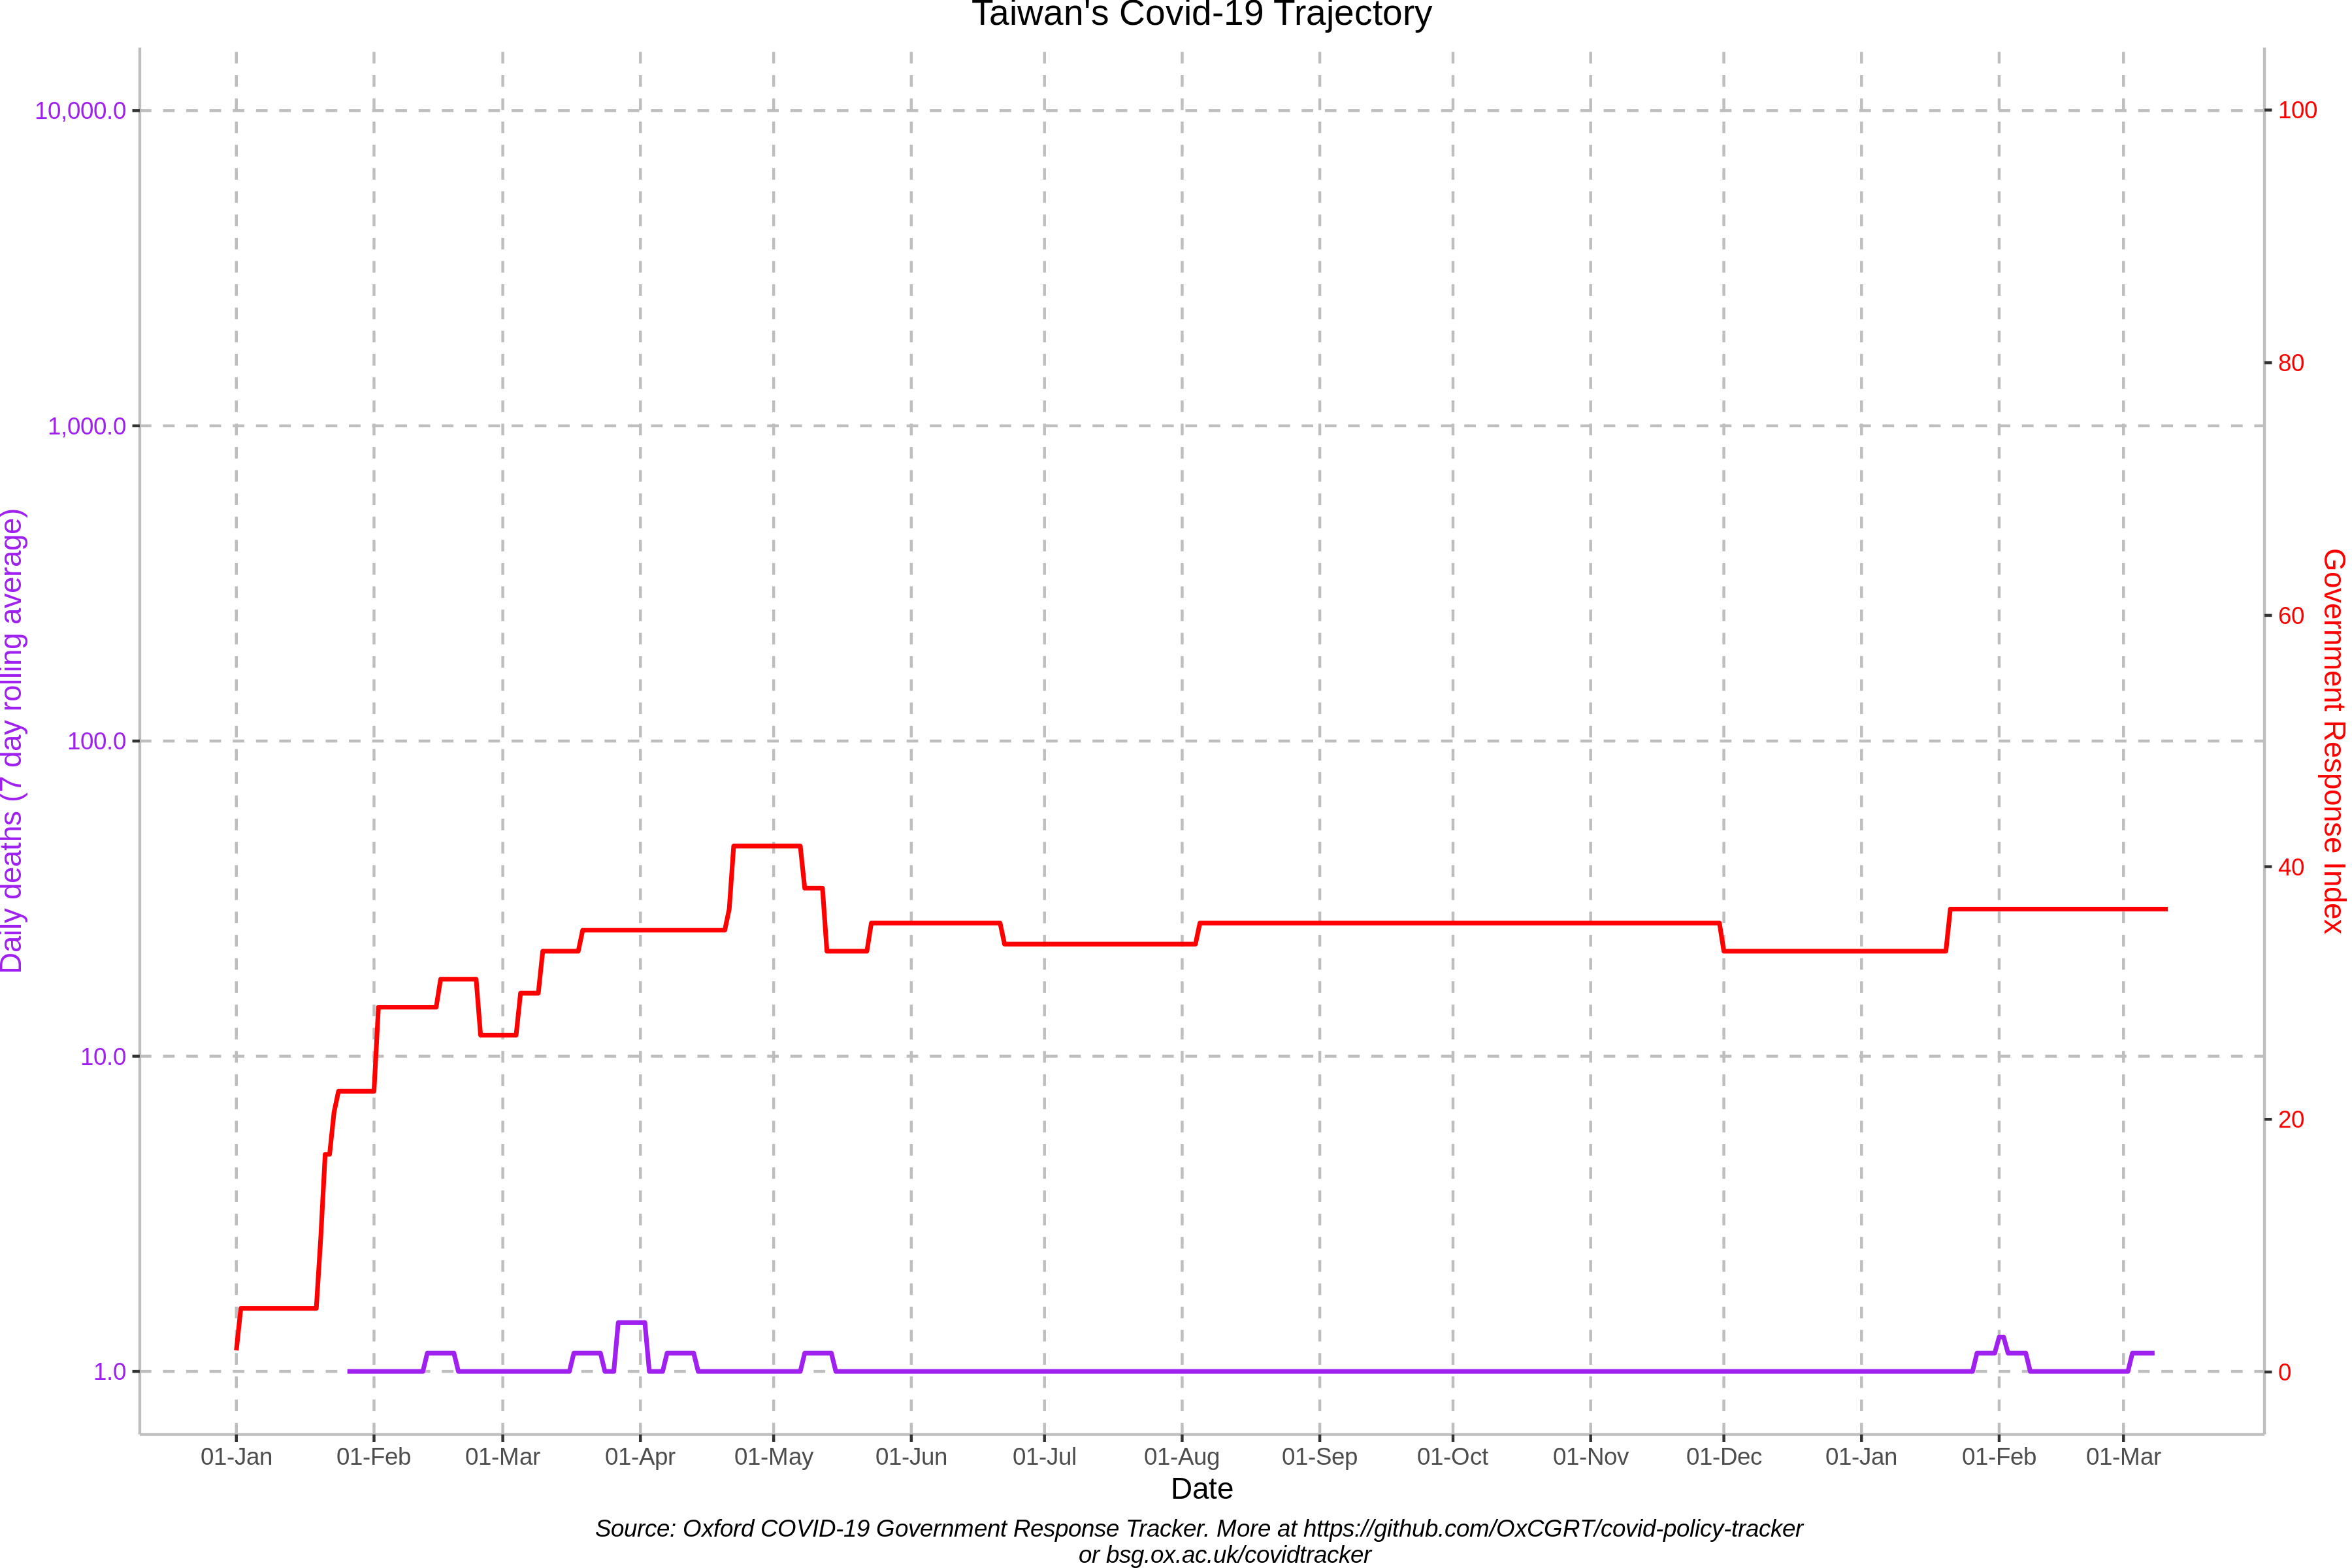 Taiwan's Covid-19 Trajectory
Daily deaths (7 day rolling average)
10,000.0
1,000.0
100.0
10.0
1.0
100
80
60
40
20
0
Government Response Index
01-Jan 01-Feb 01-Mar 01-Apr 01-May 01-Jun 01-Jul 01-Aug 01-Sep 01-Oct 01-Nov 01-Dec 01-Jan 01-Feb 01-Mar
Date
Source: Oxford COVID-19 Government Response Tracker. More at https://github.com/OxCGRT/covid-policy-tracker
or bsg.ox.ac.uk/covidtracker